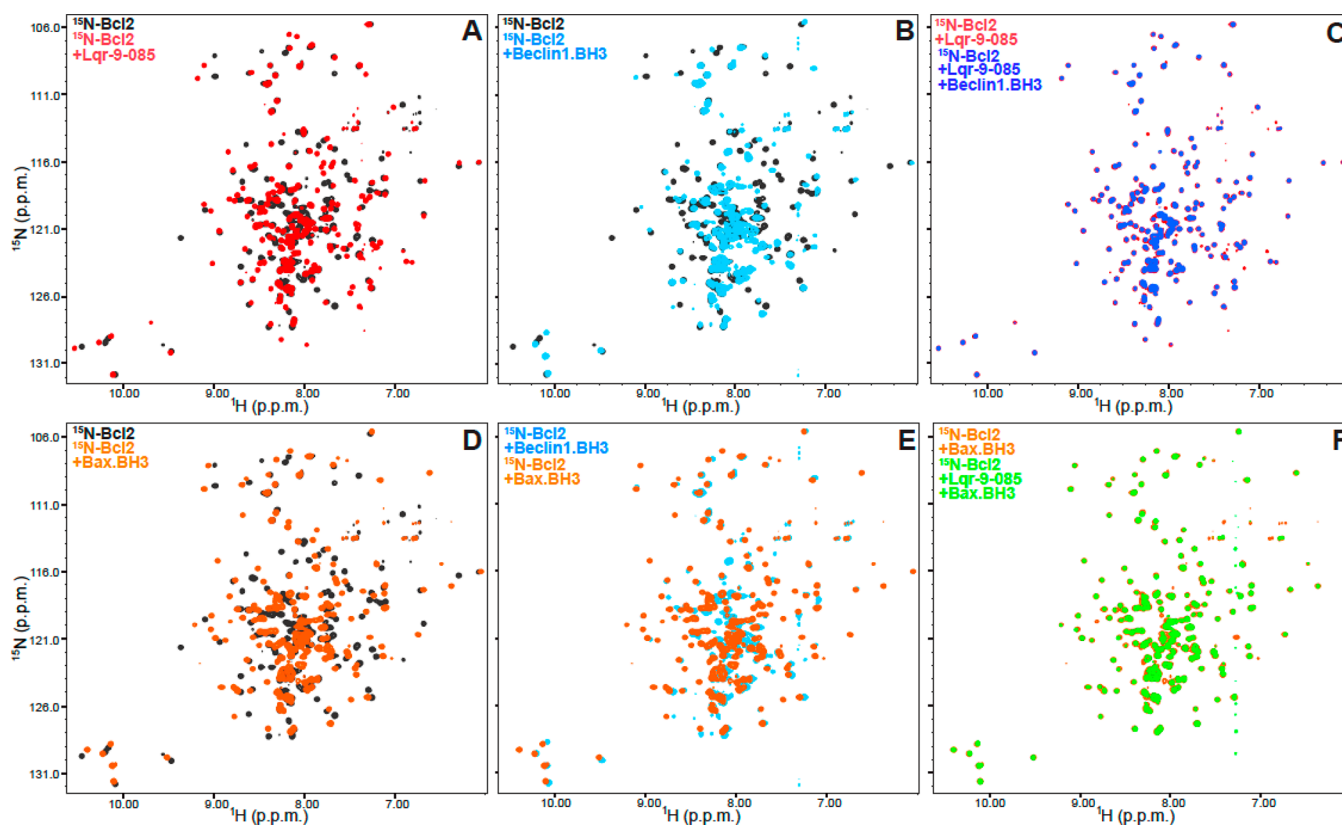 ¹⁵N-Bcl2
¹⁵N-Bcl2
+Lqr-9-085
A
¹⁵N-Bcl2
¹⁵N-Bcl2
+Beclin1.BH3
B
¹⁵N-Bcl2
+Lqr-9-085
¹⁵N-Bcl2
+Lqr-9-085
+Beclin1.BH3
C
106.0
111.0
116.0
121.0
126.0
131.0
¹⁵N (p.p.m.)
10.00 9.00 8.00 7.00
¹H (p.p.m.)
10.00 9.00 8.00 7.00
¹H (p.p.m.)
10.00 9.00 8.00 7.00
¹H (p.p.m.)
¹⁵N-Bcl2
¹⁵N-Bcl2
+Bax.BH3
D
¹⁵N-Bcl2
+Beclin1.BH3
¹⁵N-Bcl2
+Bax.BH3
E
¹⁵N-Bcl2
+Bax.BH3
¹⁵N-Bcl2
+Lqr-9-085
+Bax.BH3
F
106.0
111.0
116.0
121.0
126.0
131.0
¹⁵N (p.p.m.)
10.00 9.00 8.00 7.00
¹H (p.p.m.)
10.00 9.00 8.00 7.00
¹H (p.p.m.)
10.00 9.00 8.00 7.00
¹H (p.p.m.)